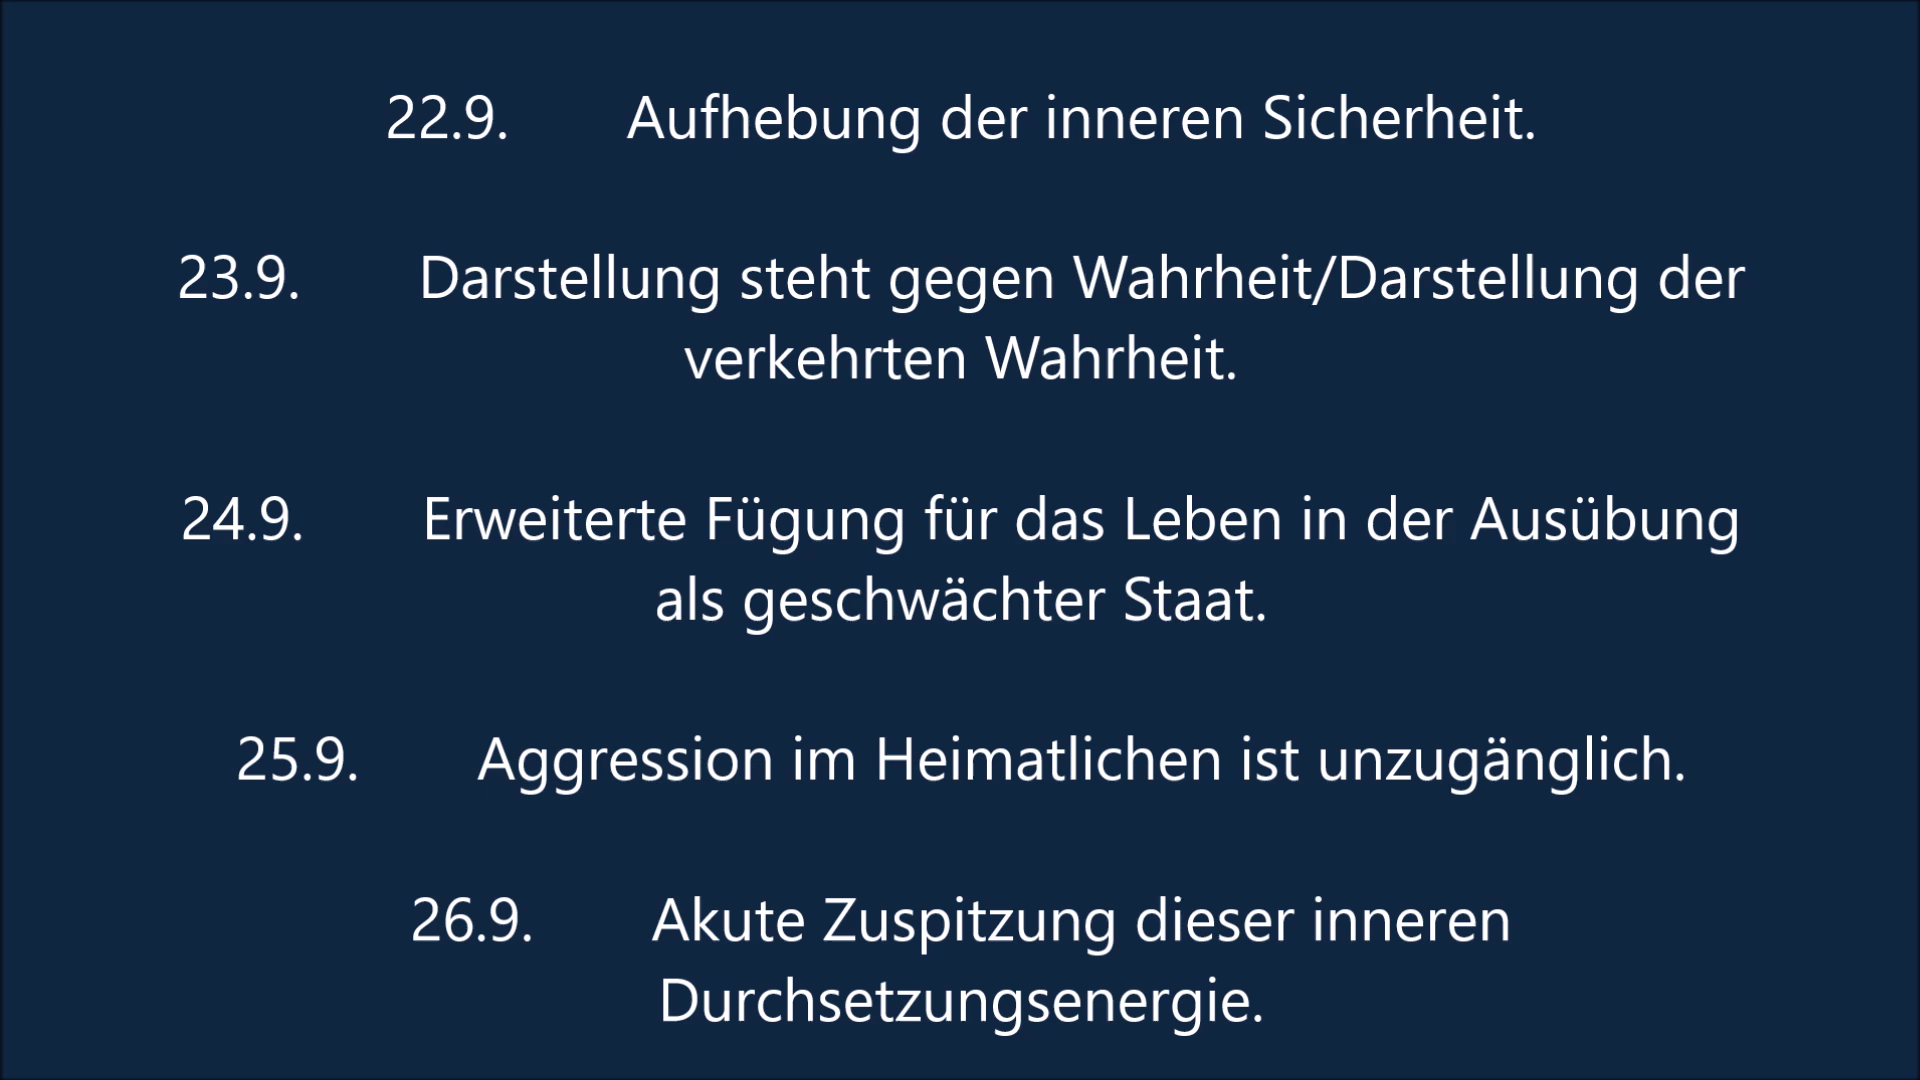 22.9. Aufhebung der inneren Sicherheit.
23.9. Darstellung steht gegen Wahrheit/Darstellung der
verkehrten Wahrheit.
24.9. Erweiterte Fügung für das Leben in der Ausübung
als geschwächter Staat.
25.9. Aggression im Heimatlichen ist unzugänglich.
26.9. Akute Zuspitzung dieser inneren
Durchsetzungsenergie.